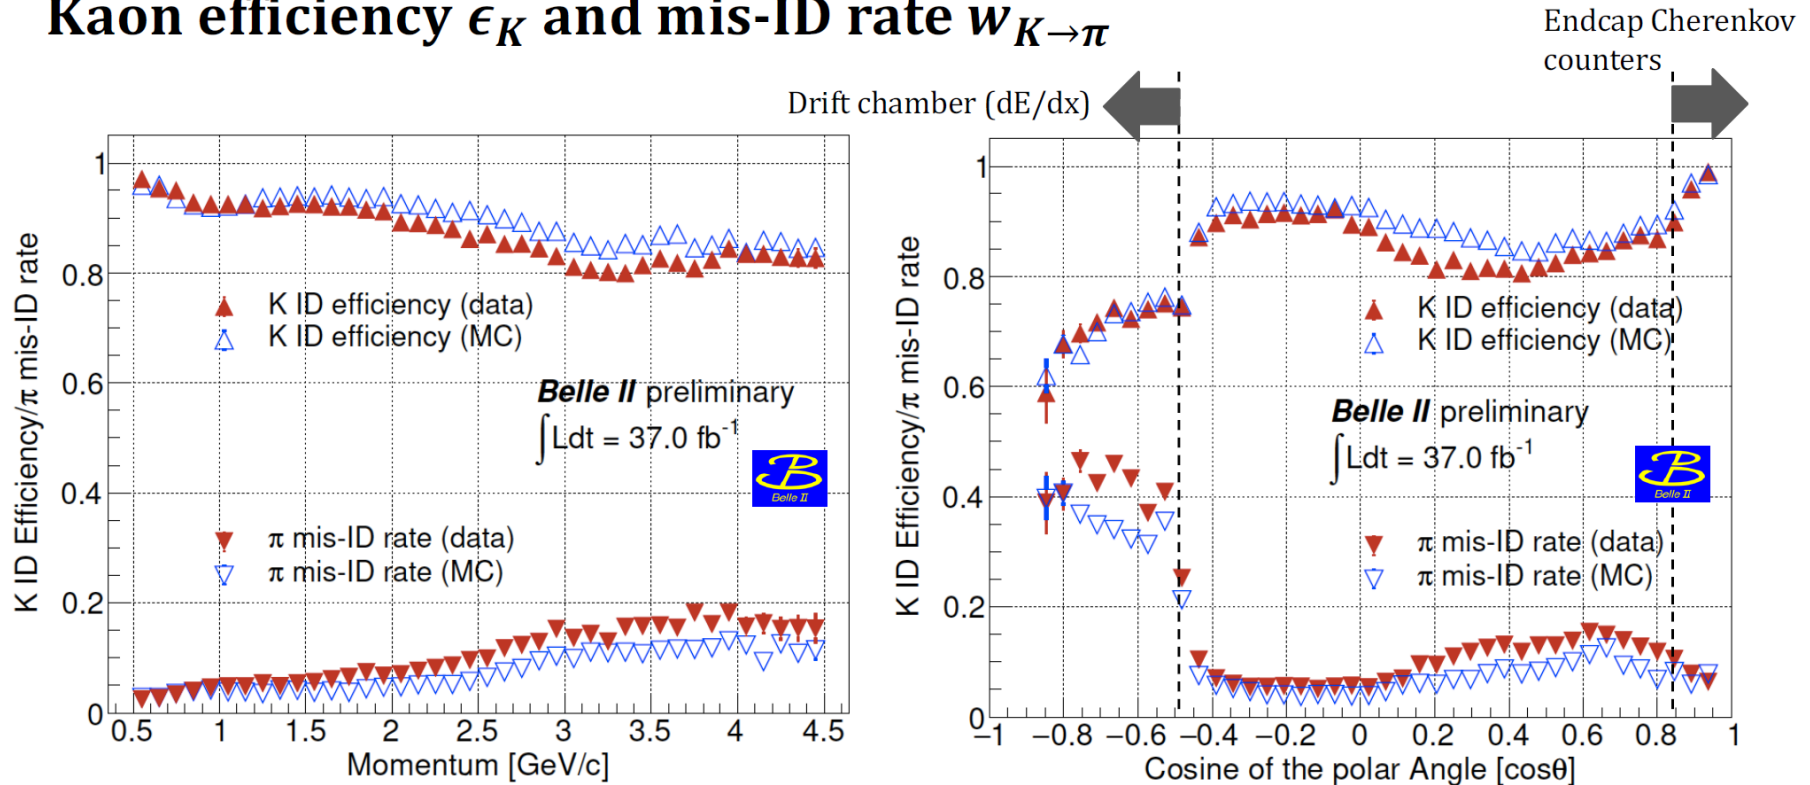 Kaon efficiency ϵ_K and mis-ID rate w_{K→π}
Endcap Cherenkov
counters
Drift chamber (dE/dx)
K ID Efficiency/π mis-ID rate
1
0.8
0.6
0.4
0.2
0
K ID efficiency (data)
K ID efficiency (MC)
Belle II preliminary
∫Ldt = 37.0 fb⁻¹
B
Belle II
π mis-ID rate (data)
π mis-ID rate (MC)
0.5 1 1.5 2 2.5 3 3.5 4 4.5
Momentum [GeV/c]
K ID Efficiency/π mis-ID rate
1
0.8
0.6
0.4
0.2
0
K ID efficiency (data)
K ID efficiency (MC)
Belle II preliminary
∫Ldt = 37.0 fb⁻¹
B
Belle II
π mis-ID rate (data)
π mis-ID rate (MC)
−1 −0.8 −0.6 −0.4 −0.2 0 0.2 0.4 0.6 0.8 1
Cosine of the polar Angle [cosθ]